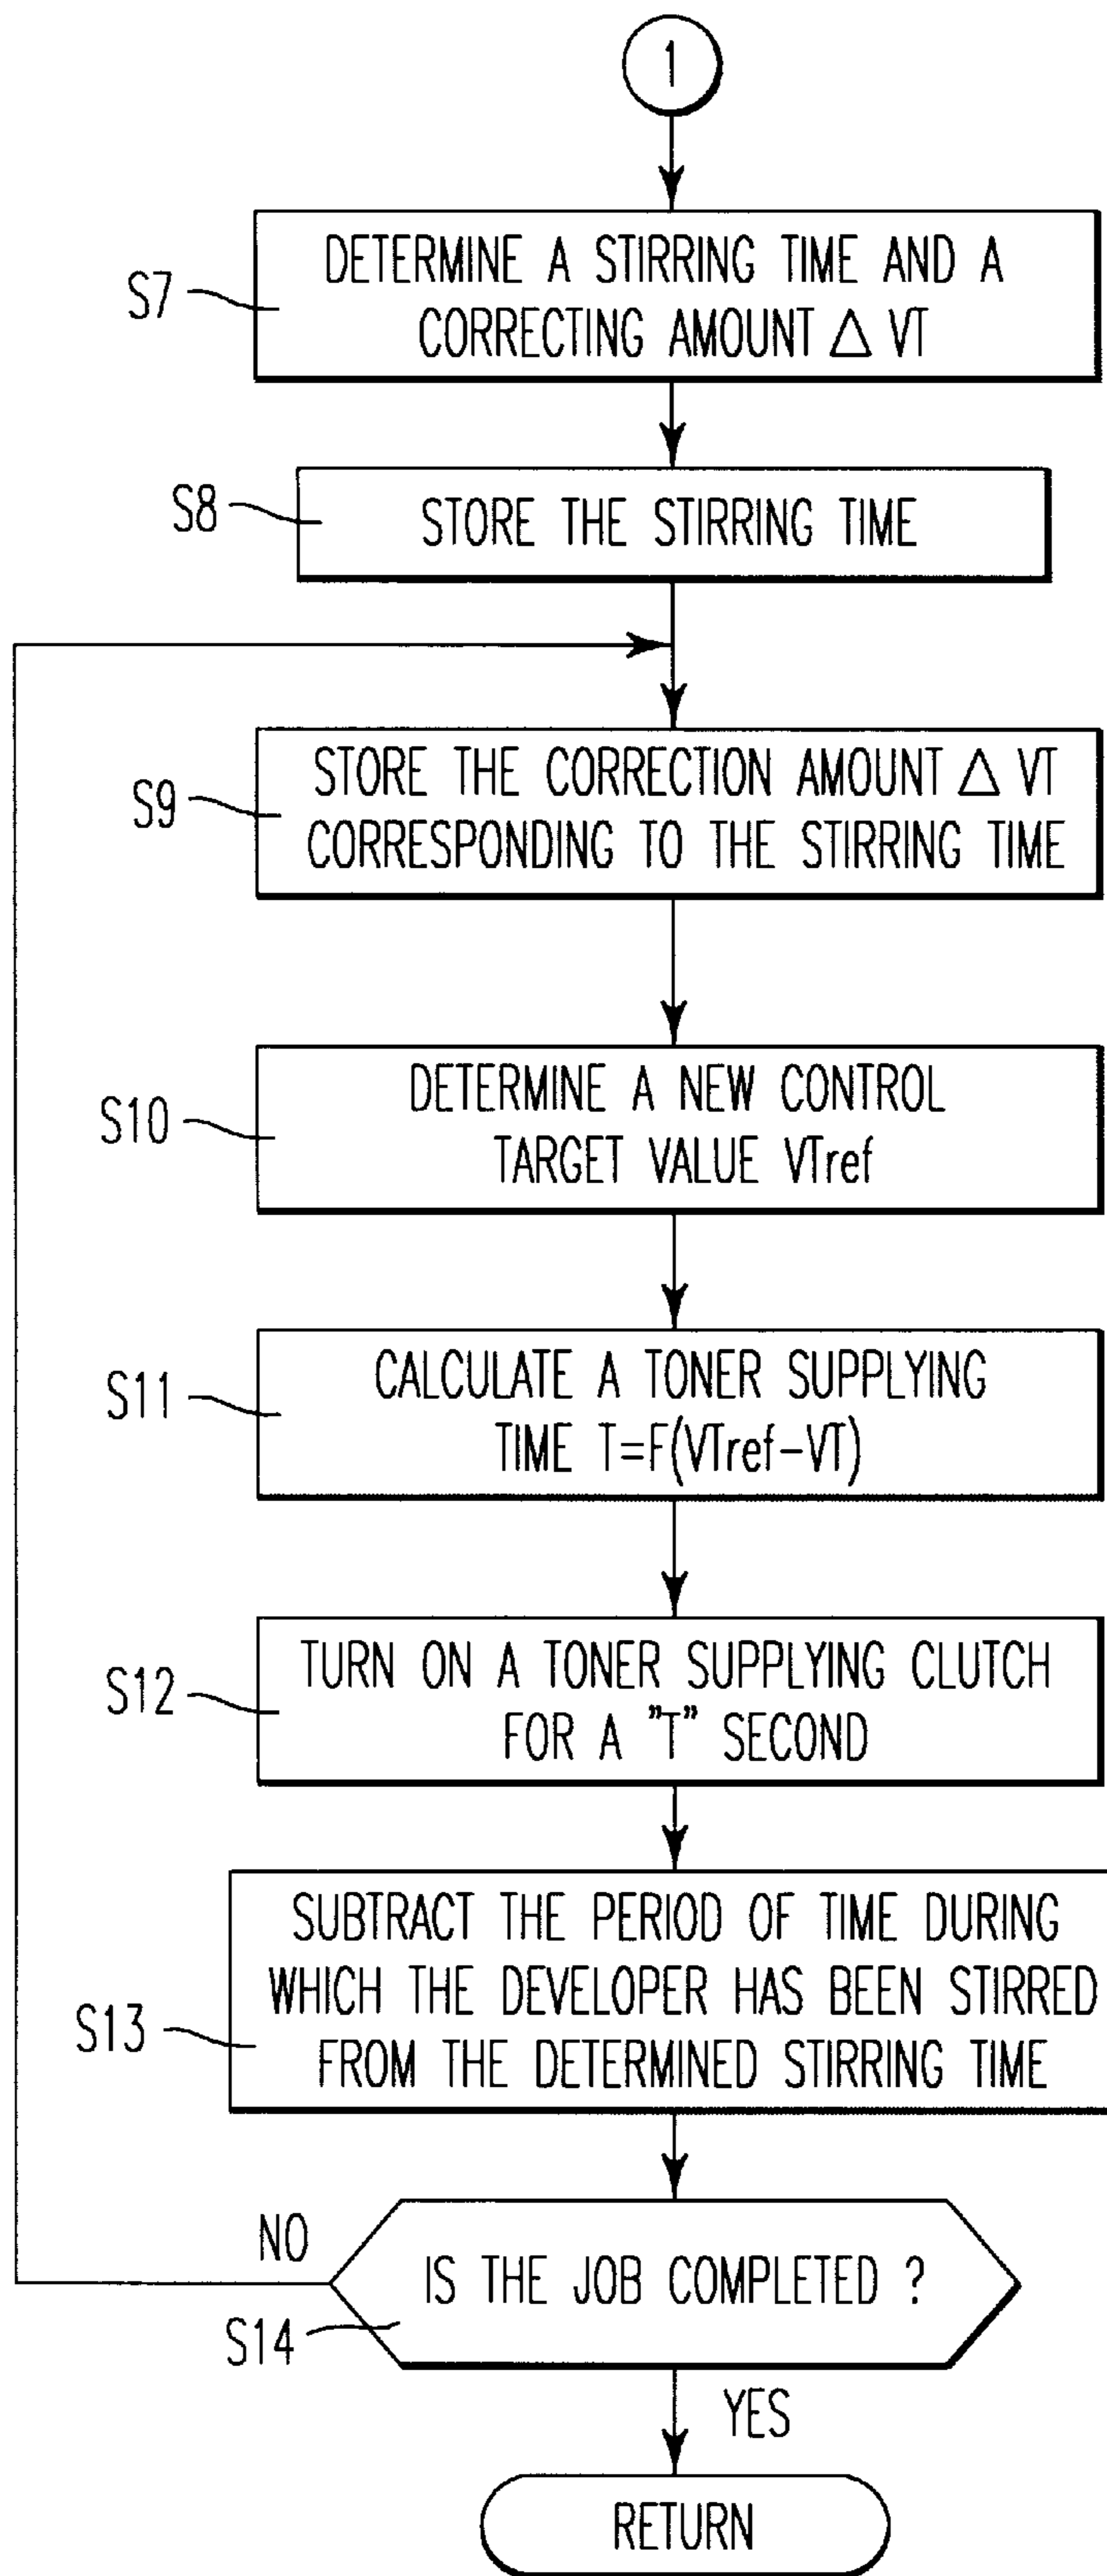 1
DETERMINE A STIRRING TIME AND A
CORRECTING AMOUNT △ VT
S7
STORE THE STIRRING TIME
S8
STORE THE CORRECTION AMOUNT △ VT
CORRESPONDING TO THE STIRRING TIME
S9
DETERMINE A NEW CONTROL
TARGET VALUE VTref
S10
CALCULATE A TONER SUPPLYING
TIME T=F(VTref-VT)
S11
TURN ON A TONER SUPPLYING CLUTCH
FOR A "T" SECOND
S12
SUBTRACT THE PERIOD OF TIME DURING
WHICH THE DEVELOPER HAS BEEN STIRRED
FROM THE DETERMINED STIRRING TIME
S13
NO
IS THE JOB COMPLETED ?
S14
YES
RETURN